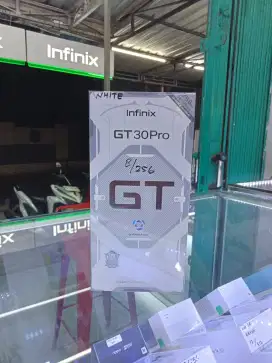 Infinix
WHITE
Infinix
GT30Pro
8/256
GT
Infinix